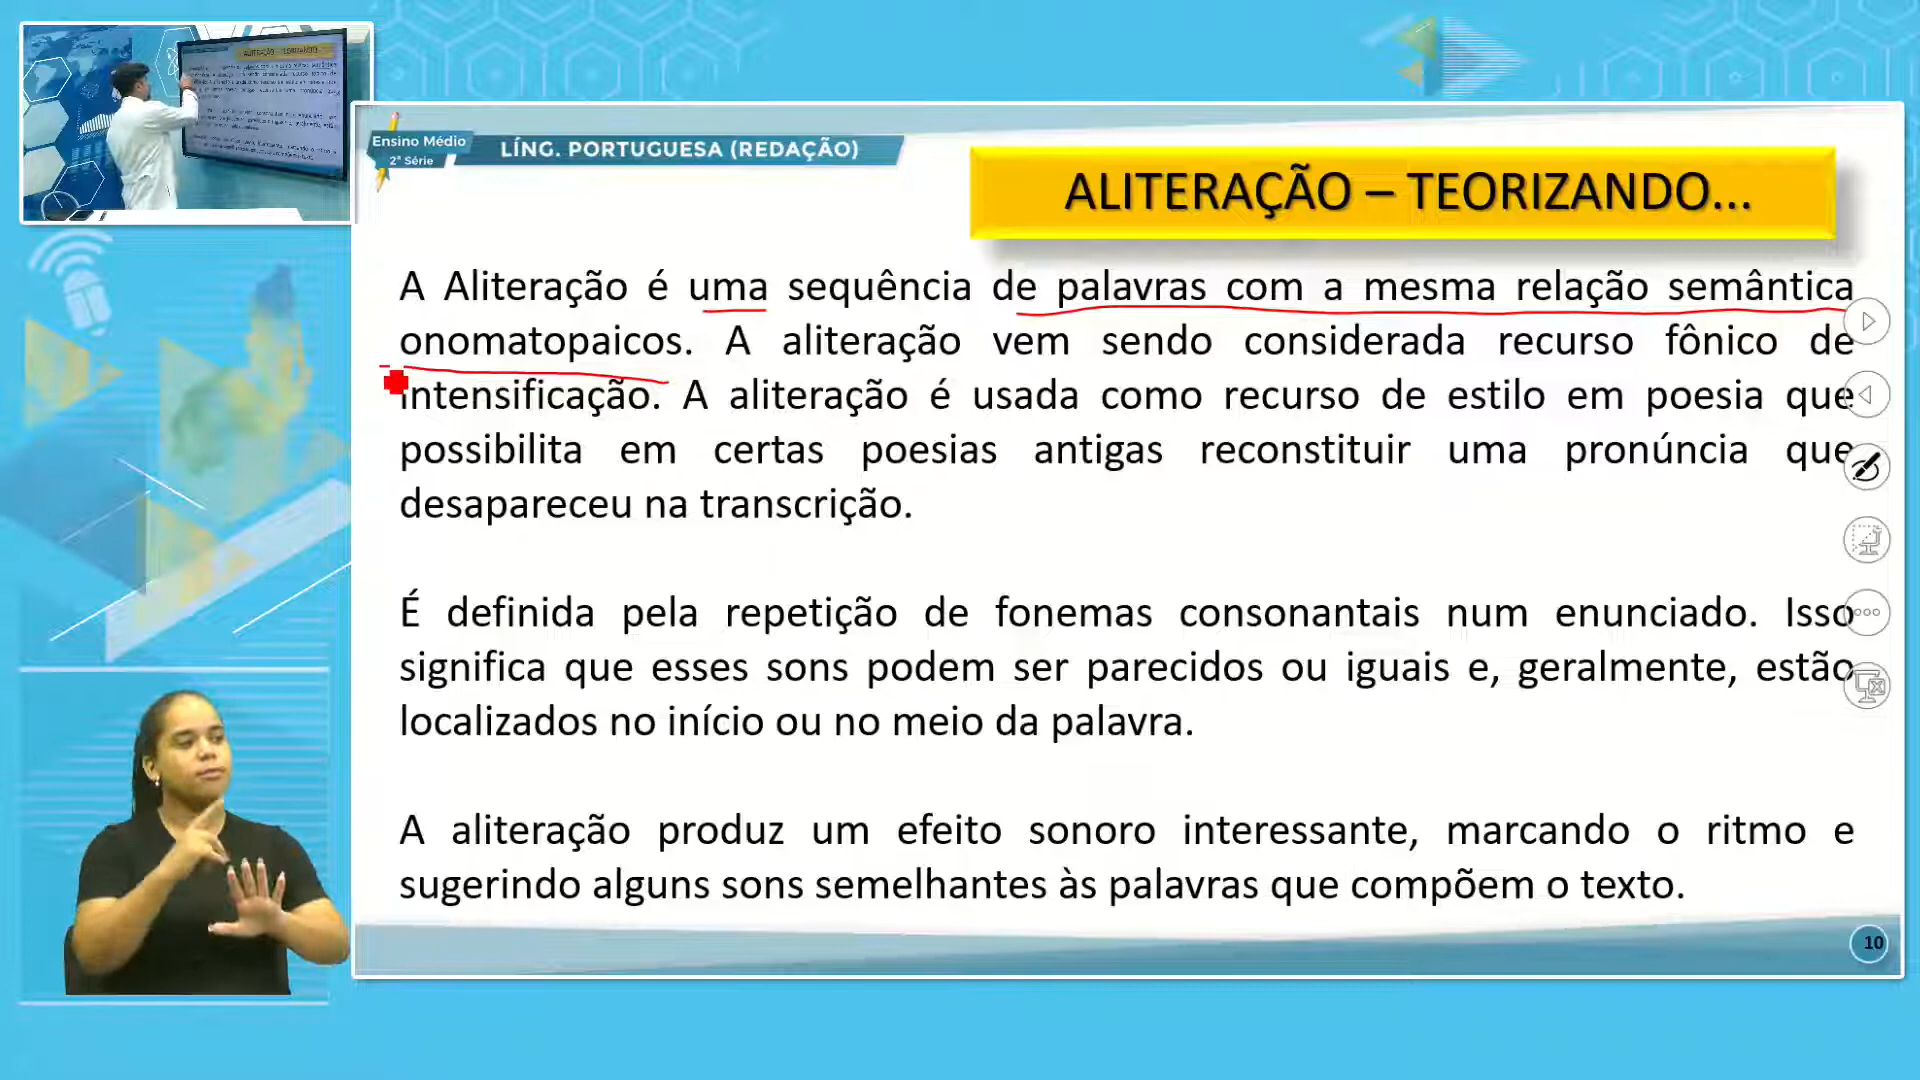 Ensino Médio
2ª Série
LÍNG. PORTUGUESA (REDAÇÃO)
ALITERAÇÃO – TEORIZANDO...
A Aliteração é uma sequência de palavras com a mesma relação semântica
onomatopaicos. A aliteração vem sendo considerada recurso fônico de
intensificação. A aliteração é usada como recurso de estilo em poesia que
possibilita em certas poesias antigas reconstituir uma pronúncia que
desapareceu na transcrição.
É definida pela repetição de fonemas consonantais num enunciado. Isso
significa que esses sons podem ser parecidos ou iguais e, geralmente, estão
localizados no início ou no meio da palavra.
A aliteração produz um efeito sonoro interessante, marcando o ritmo e
sugerindo alguns sons semelhantes às palavras que compõem o texto.
10